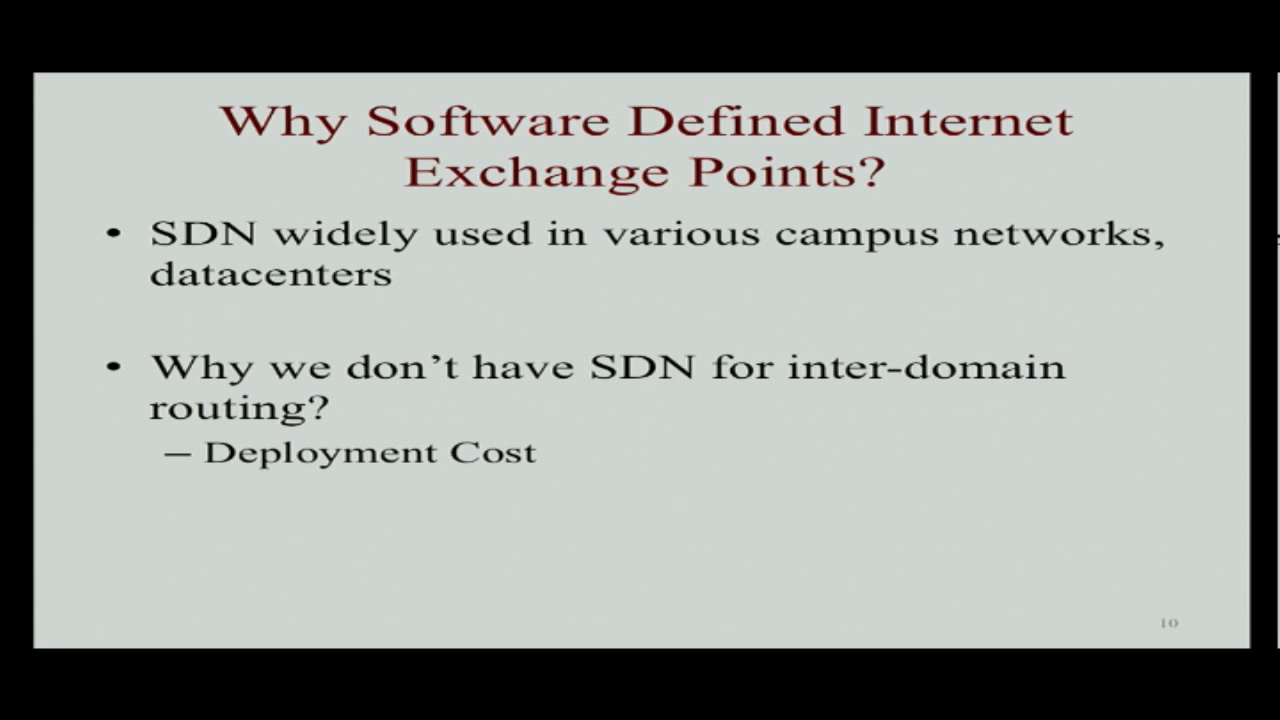 Why Software Defined Internet
Exchange Points?
• SDN widely used in various campus networks,
datacenters
• Why we don’t have SDN for inter-domain
routing?
– Deployment Cost
10